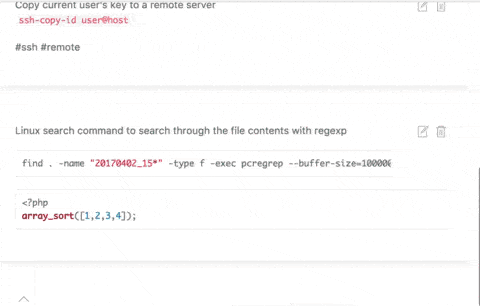 Copy current user's key to a remote server
ssh-copy-id user@host
#ssh #remote
Linux search command to search through the file contents with regexp
find . -name "20170402_15*" -type f -exec pcregrep --buffer-size=10000
<?php
array_sort([1,2,3,4]);